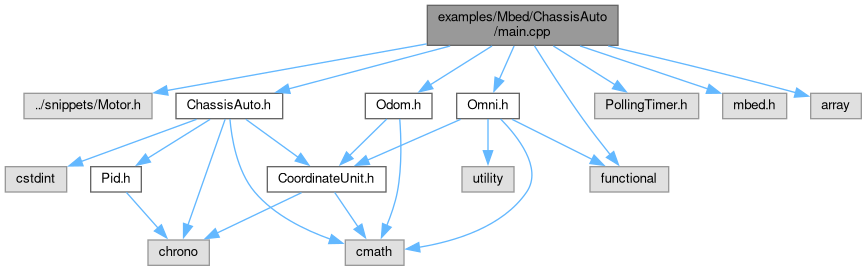 examples/Mbed/ChassisAuto
/main.cpp
../snippets/Motor.h
ChassisAuto.h
Odom.h
Omni.h
PollingTimer.h
mbed.h
array
cstdint
Pid.h
CoordinateUnit.h
utility
functional
chrono
cmath